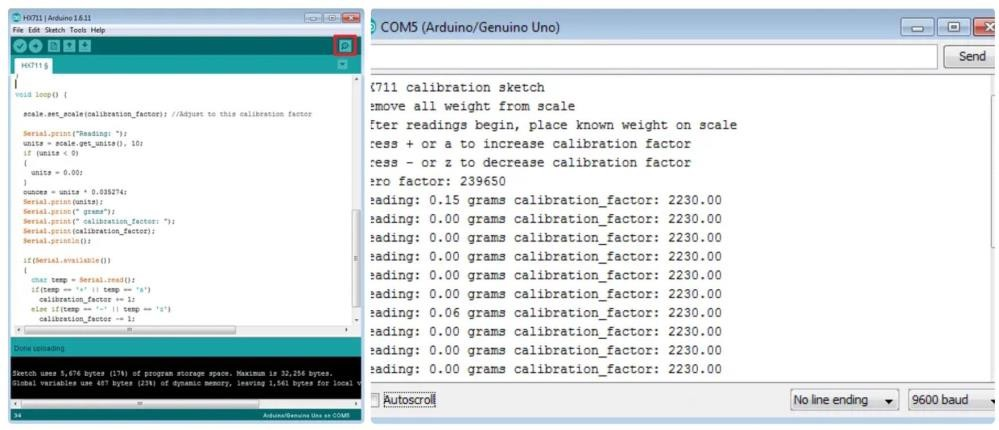 HX711 | Arduino 1.6.11
File Edit Sketch Tools Help
HX711 §
}
void loop() {
scale.set_scale(calibration_factor); //Adjust to this calibration factor
Serial.print("Reading: ");
units = scale.get_units(), 10;
if (units < 0)
{
units = 0.00;
}
ounces = units * 0.035274;
Serial.print(units);
Serial.print(" grams");
Serial.print(" calibration_factor: ");
Serial.print(calibration_factor);
Serial.println();
if(Serial.available())
{
char temp = Serial.read();
if(temp == '+' || temp == 'a')
calibration_factor += 1;
else if(temp == '-' || temp == 'z')
calibration_factor -= 1;
Done uploading.
Sketch uses 5,676 bytes (17%) of program storage space. Maximum is 32,256 bytes.
Global variables use 487 bytes (23%) of dynamic memory, leaving 1,561 bytes for local v
34
Arduino/Genuino Uno on COM5
COM5 (Arduino/Genuino Uno)
Send
X711 calibration sketch
emove all weight from scale
fter readings begin, place known weight on scale
ress + or a to increase calibration factor
ress - or z to decrease calibration factor
ero factor: 239650
eading: 0.15 grams calibration_factor: 2230.00
eading: 0.00 grams calibration_factor: 2230.00
eading: 0.00 grams calibration_factor: 2230.00
eading: 0.00 grams calibration_factor: 2230.00
eading: 0.00 grams calibration_factor: 2230.00
eading: 0.00 grams calibration_factor: 2230.00
eading: 0.06 grams calibration_factor: 2230.00
eading: 0.00 grams calibration_factor: 2230.00
eading: 0.00 grams calibration_factor: 2230.00
eading: 0.00 grams calibration_factor: 2230.00
Autoscroll
No line ending
9600 baud